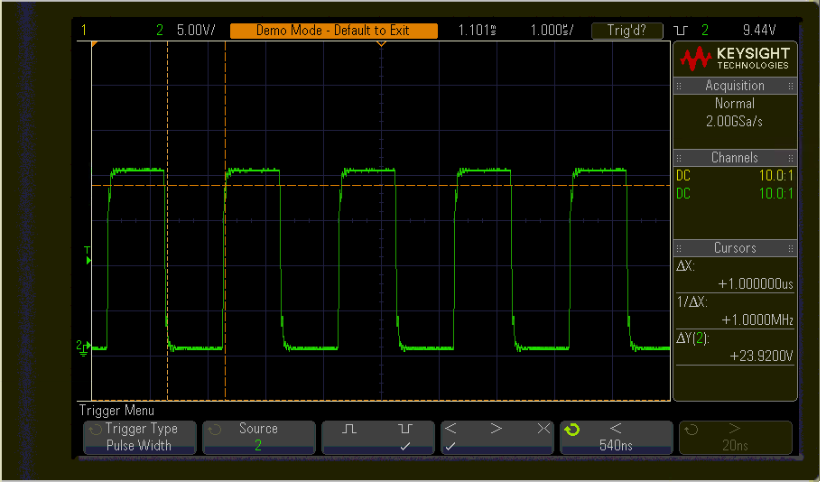 1 2 5.00V/ Demo Mode - Default to Exit 1.101ms 1.000us/ Trig'd? 2 9.44V
KEYSIGHT
TECHNOLOGIES
Acquisition
Normal
2.00GSa/s
Channels
DC 10.0:1
DC 10.0:1
Cursors
ΔX:
+1.000000us
1/ΔX:
+1.0000MHz
ΔY(2):
+23.9200V
T
2
Trigger Menu
Trigger Type
Pulse Width
Source
2
< > ><
<
540ns
>
20ns